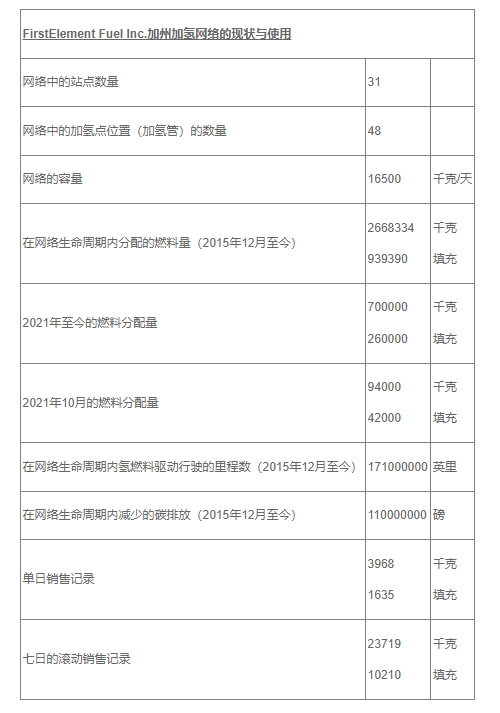 FirstElement Fuel Inc.加州加氢网络的现状与使用
网络中的站点数量 31
网络中的加氢点位置（加氢管）的数量 48
网络的容量 16500 千克/天
在网络生命周期内分配的燃料量（2015年12月至今） 2668334 千克
939390 填充
2021年至今的燃料分配量 700000 千克
260000 填充
2021年10月的燃料分配量 94000 千克
42000 填充
在网络生命周期内氢燃料驱动行驶的里程数（2015年12月至今） 171000000 英里
在网络生命周期内减少的碳排放（2015年12月至今） 110000000 磅
单日销售记录 3968 千克
1635 填充
七日的滚动销售记录 23719 千克
10210 填充